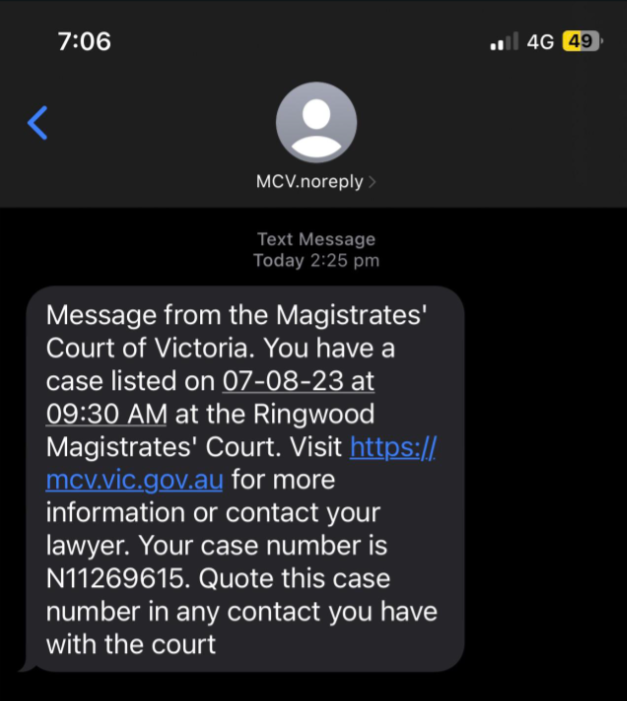 7:06
4G 49
MCV.noreply
Text Message
Today 2:25 pm
Message from the Magistrates'
Court of Victoria. You have a
case listed on 07-08-23 at
09:30 AM at the Ringwood
Magistrates' Court. Visit https://
mcv.vic.gov.au for more
information or contact your
lawyer. Your case number is
N11269615. Quote this case
number in any contact you have
with the court